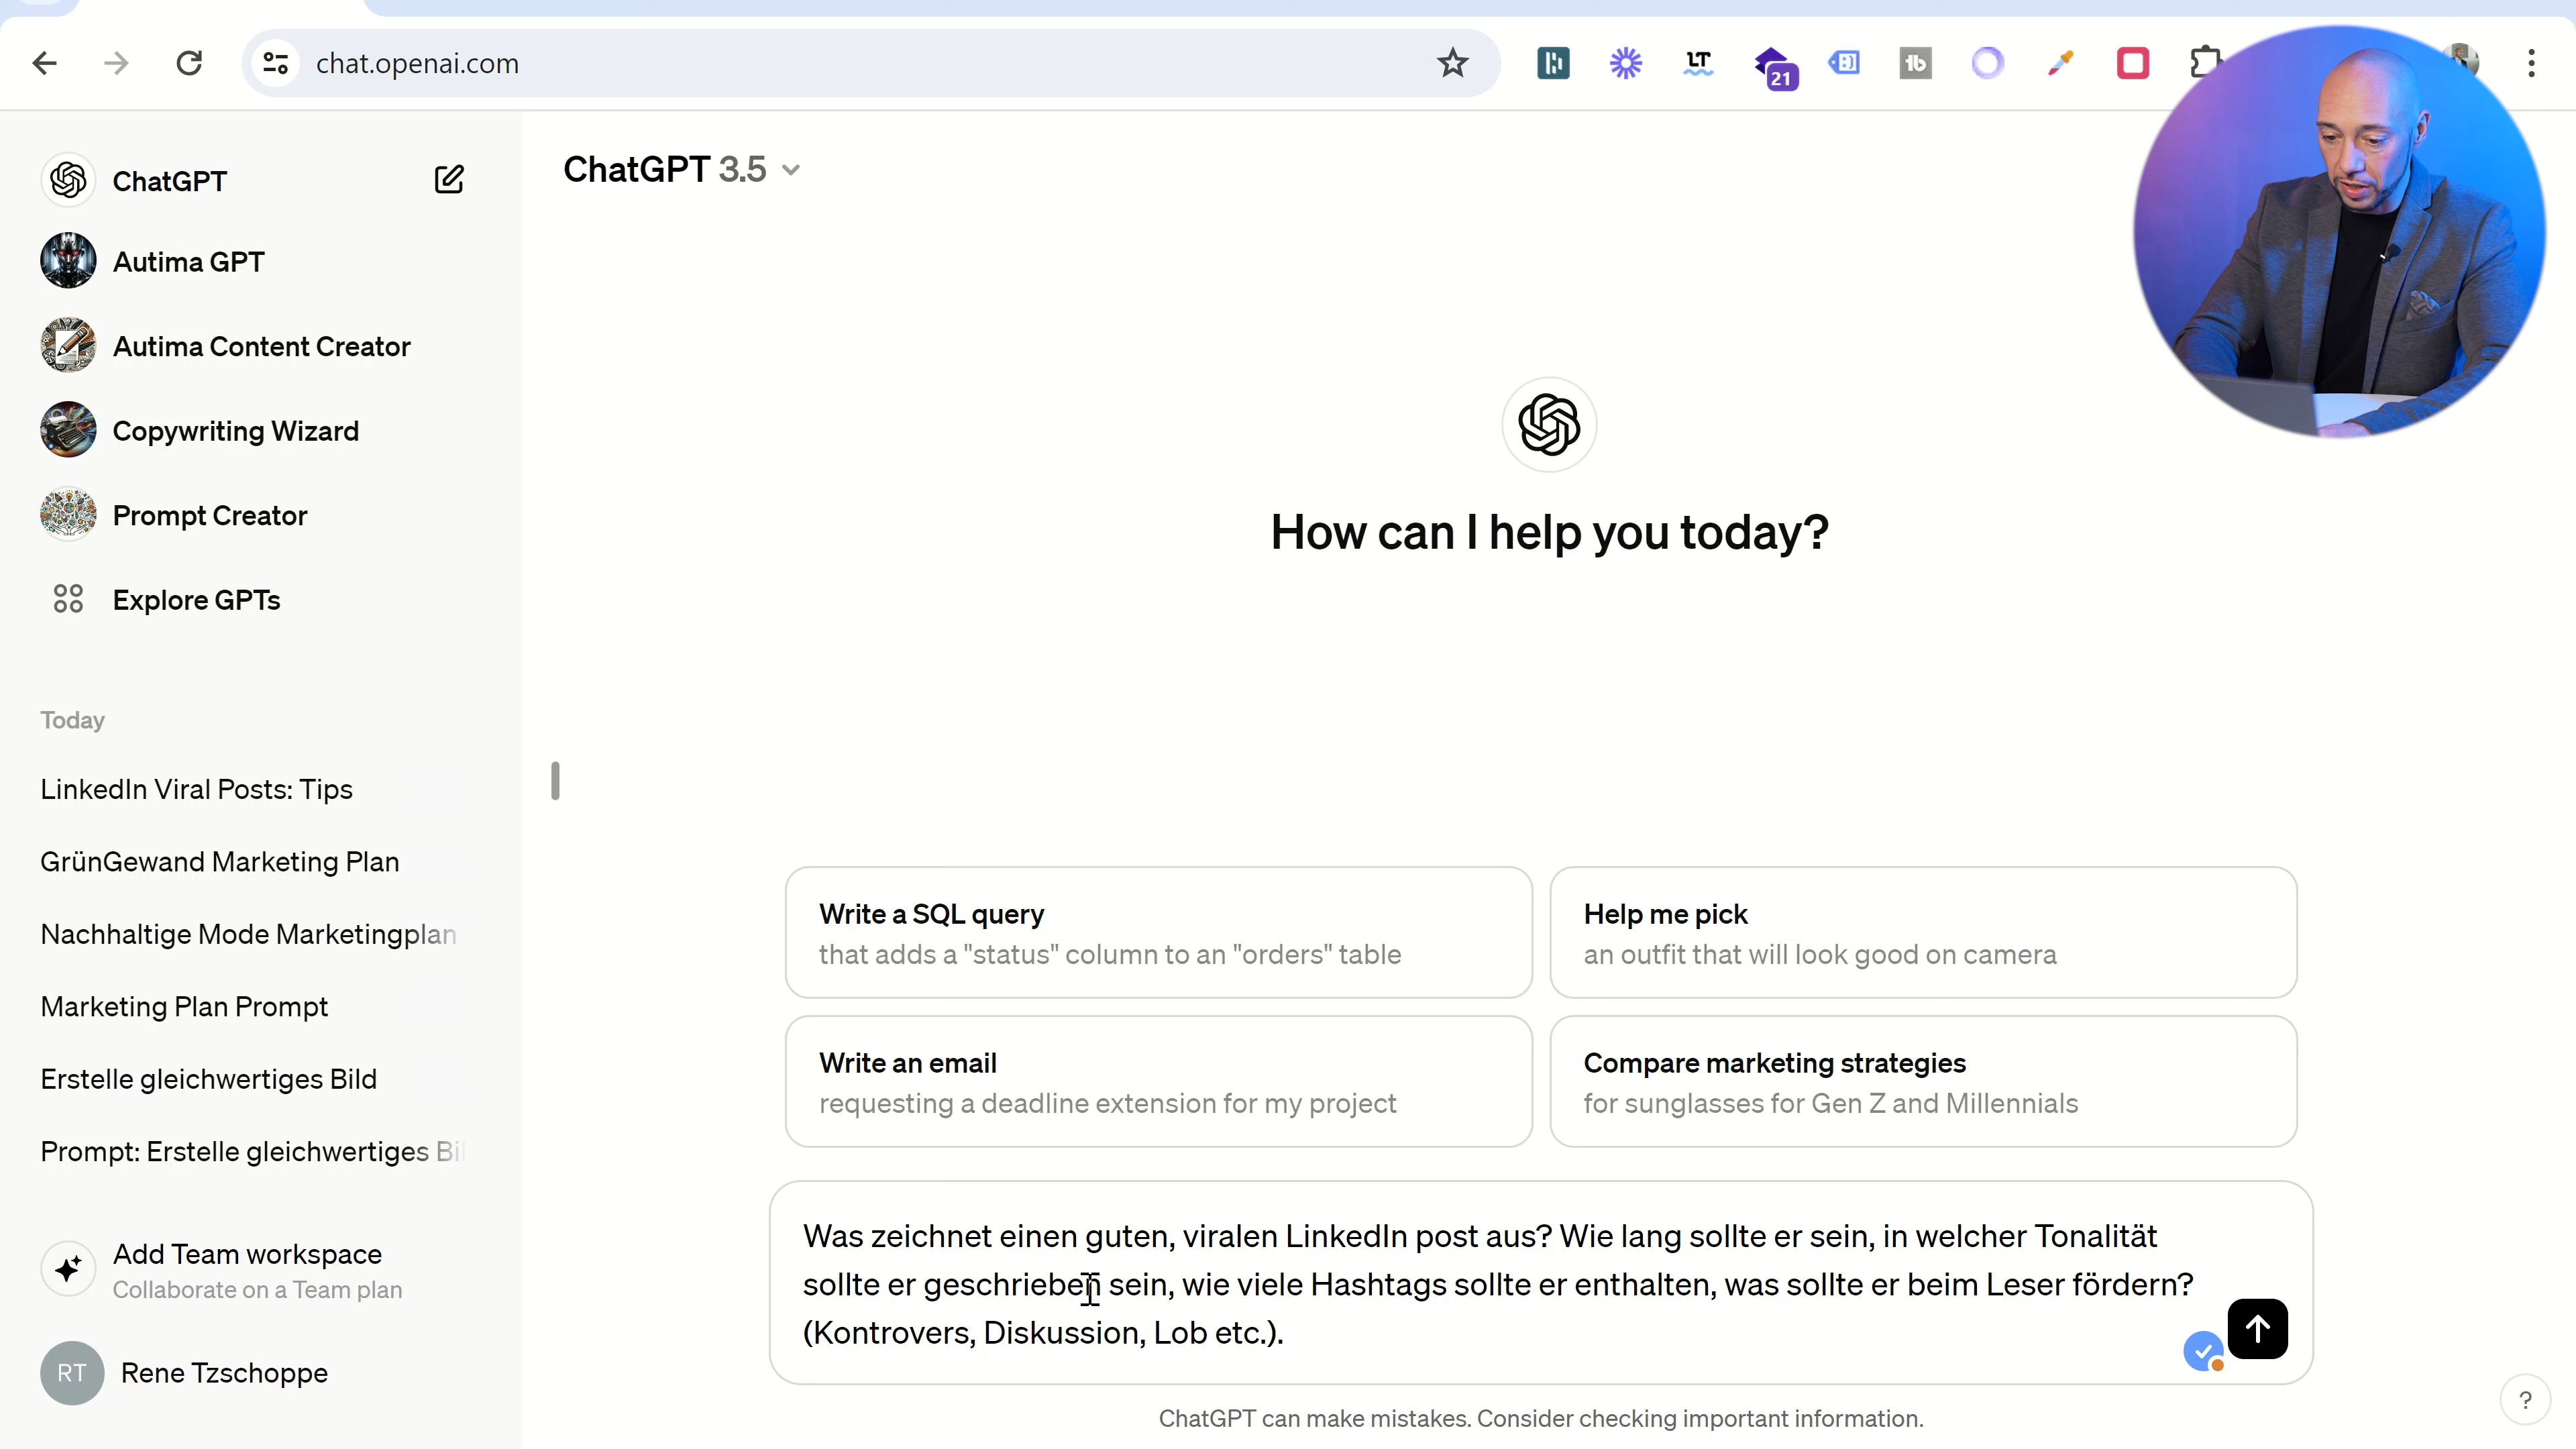 chat.openai.com
LT
21
tb
ChatGPT
Autima GPT
Autima Content Creator
Copywriting Wizard
Prompt Creator
Explore GPTs
Today
LinkedIn Viral Posts: Tips
GrünGewand Marketing Plan
Nachhaltige Mode Marketingplan
Marketing Plan Prompt
Erstelle gleichwertiges Bild
Prompt: Erstelle gleichwertiges Bil
Add Team workspace
Collaborate on a Team plan
RT
Rene Tzschoppe
ChatGPT 3.5
How can I help you today?
Write a SQL query
that adds a "status" column to an "orders" table
Help me pick
an outfit that will look good on camera
Write an email
requesting a deadline extension for my project
Compare marketing strategies
for sunglasses for Gen Z and Millennials
Was zeichnet einen guten, viralen LinkedIn post aus? Wie lang sollte er sein, in welcher Tonalität
sollte er geschrieben sein, wie viele Hashtags sollte er enthalten, was sollte er beim Leser fördern?
(Kontrovers, Diskussion, Lob etc.).
ChatGPT can make mistakes. Consider checking important information.
?